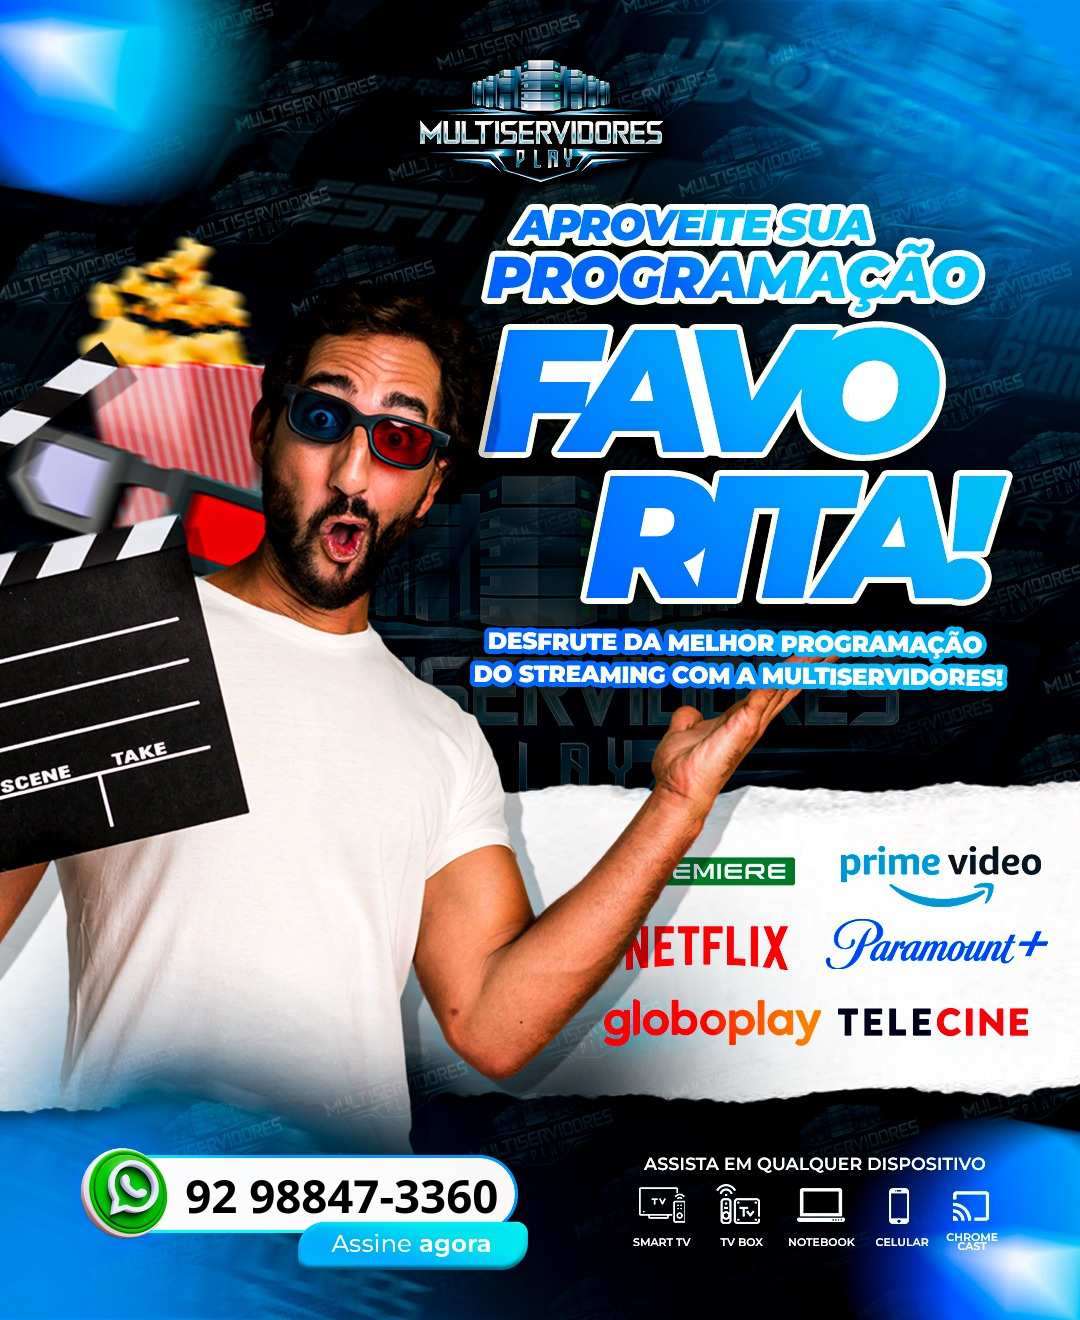 MULTISERVIDORES
PLAY
APROVEITE SUA
PROGRAMAÇÃO
FAVO
RITA!
DESFRUTE DA MELHOR PROGRAMAÇÃO
DO STREAMING COM A MULTISERVIDORES!
SCENE
TAKE
EMIERE
prime video
NETFLIX
Paramount+
globoplay
TELECINE
92 98847-3360
Assine agora
ASSISTA EM QUALQUER DISPOSITIVO
TV
TV
SMART TV
TV BOX
NOTEBOOK
CELULAR
CHROME
CAST